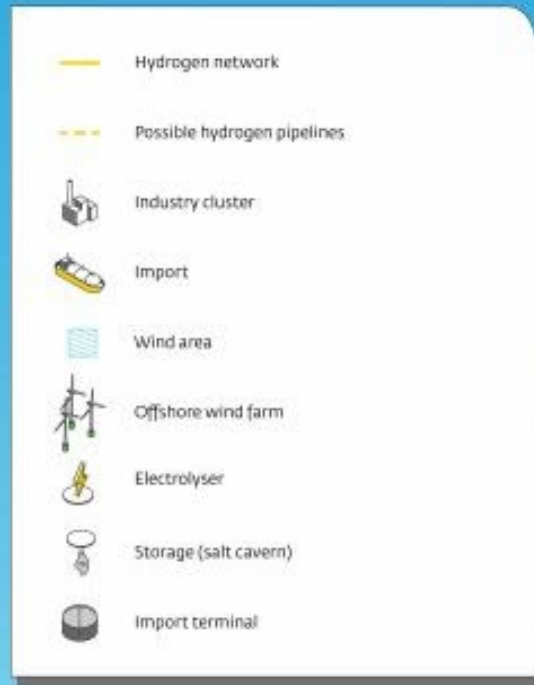 Hydrogen network
Possible hydrogen pipelines
Industry cluster
Import
Wind area
Offshore wind farm
Electrolyser
Storage (salt cavern)
Import terminal